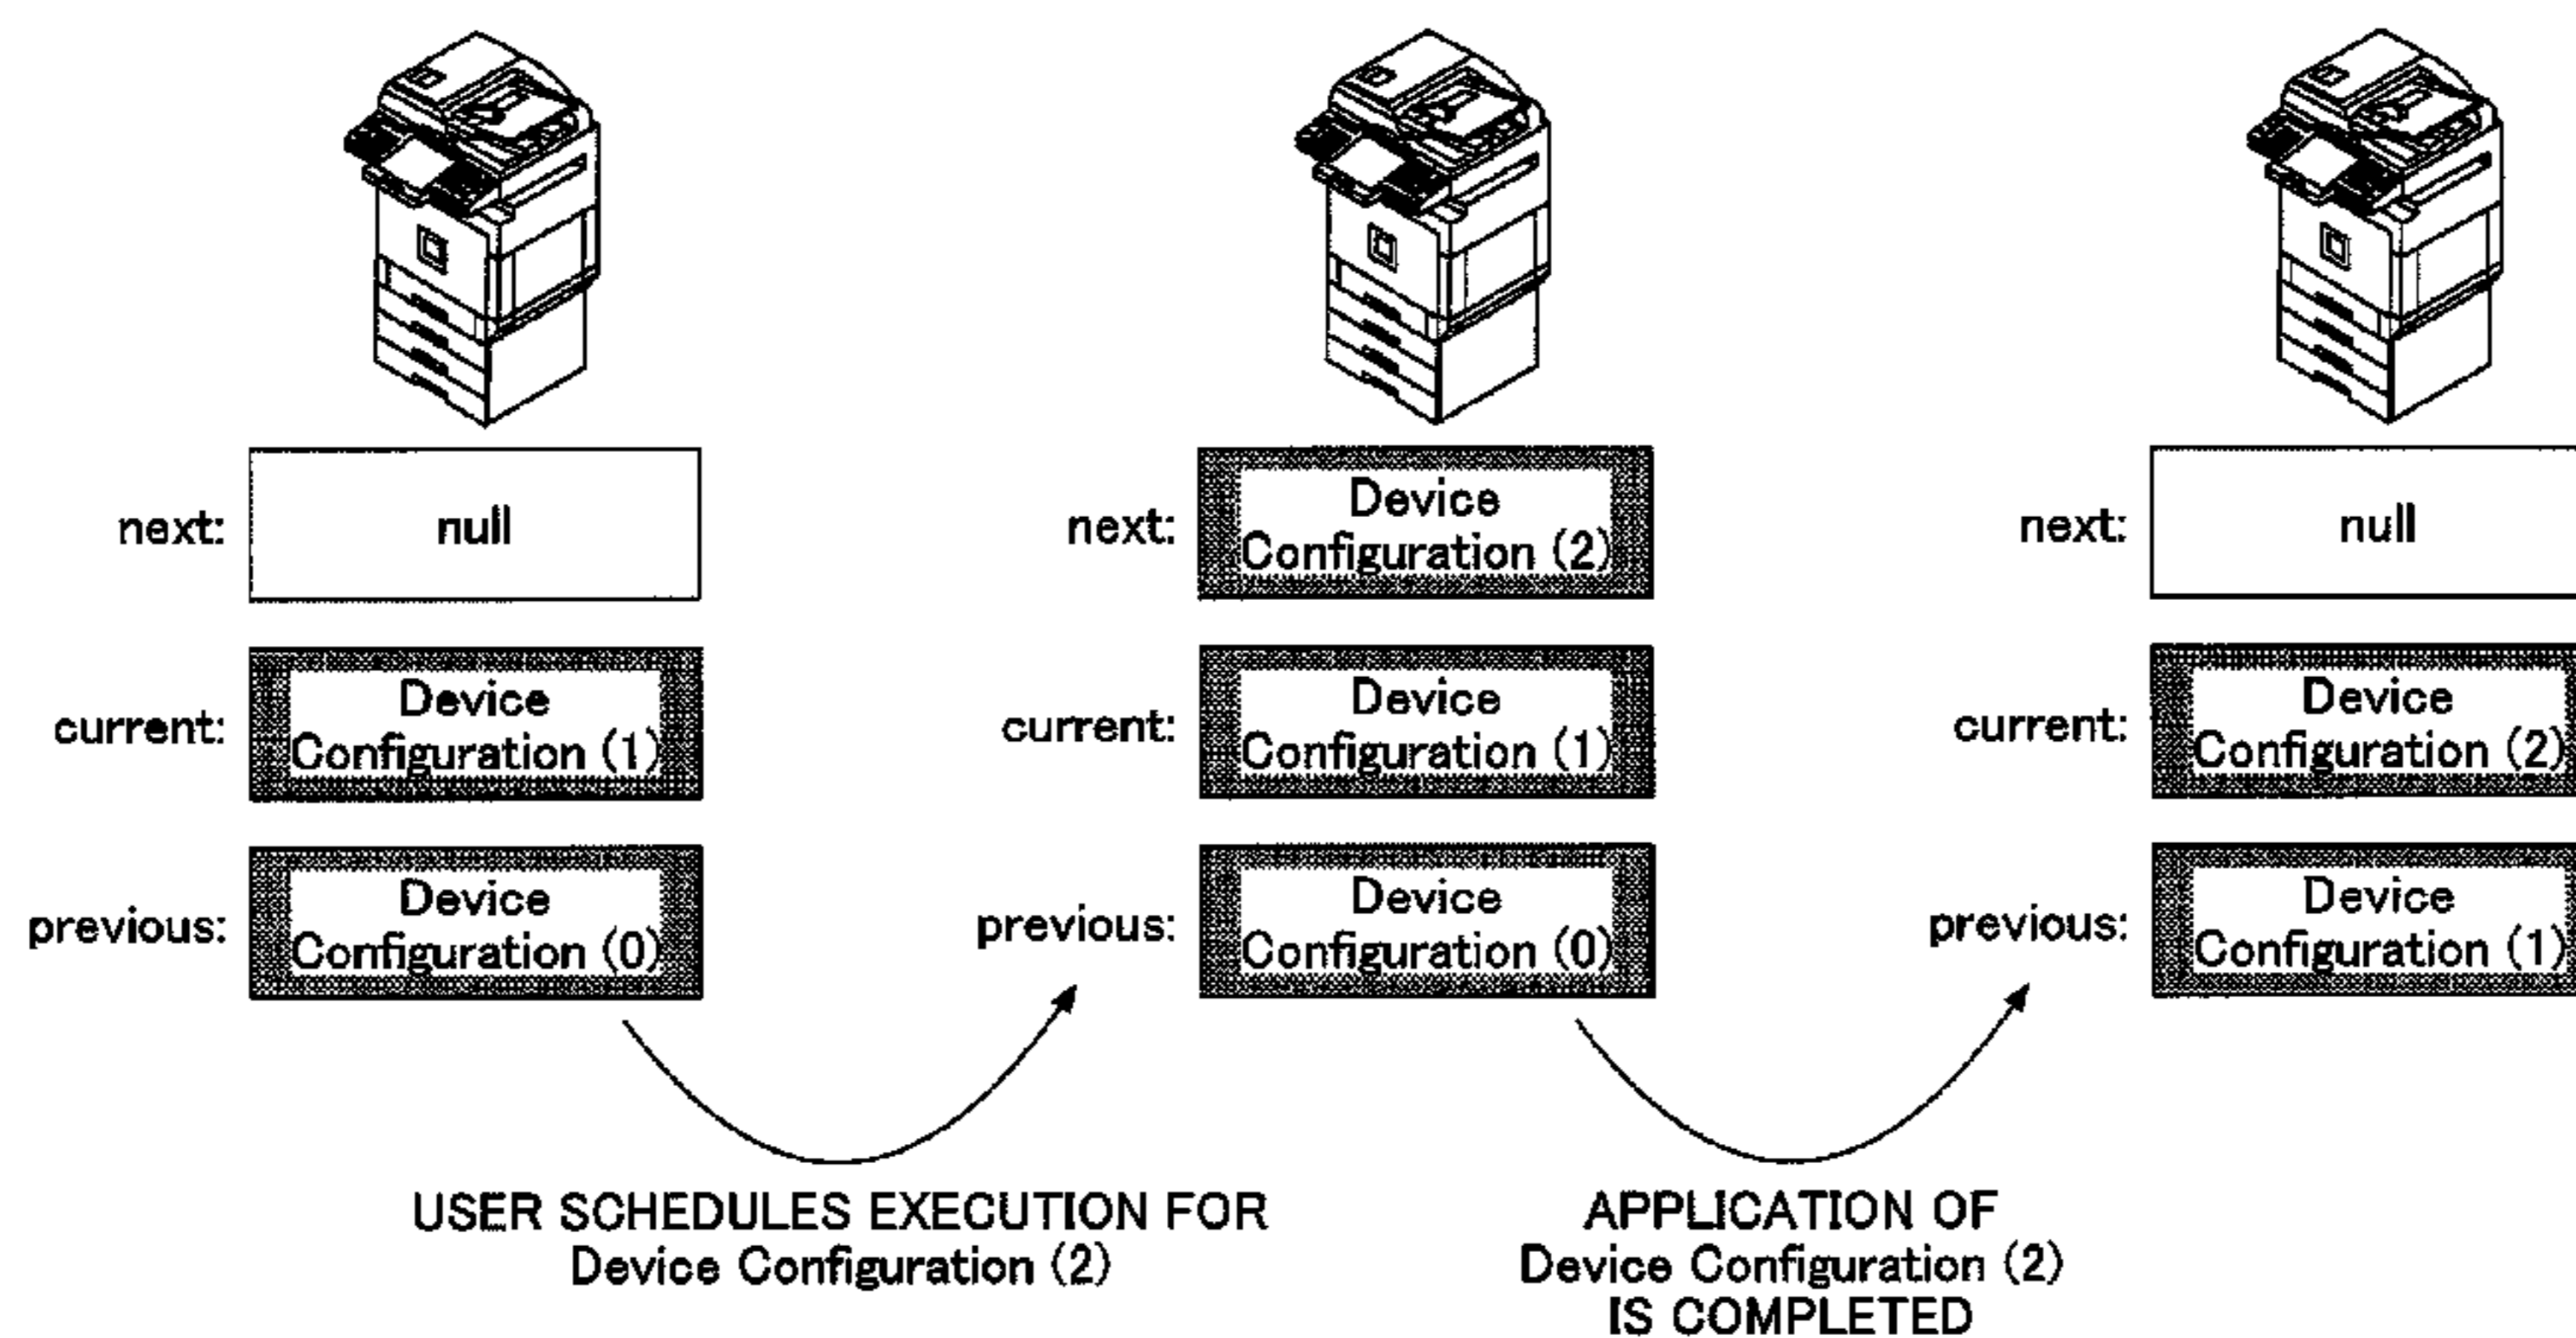 next: null
current: Device
Configuration (1)
previous: Device
Configuration (0)
USER SCHEDULES EXECUTION FOR
Device Configuration (2)
next: Device
Configuration (2)
current: Device
Configuration (1)
previous: Device
Configuration (0)
APPLICATION OF
Device Configuration (2)
IS COMPLETED
next: null
current: Device
Configuration (2)
previous: Device
Configuration (1)